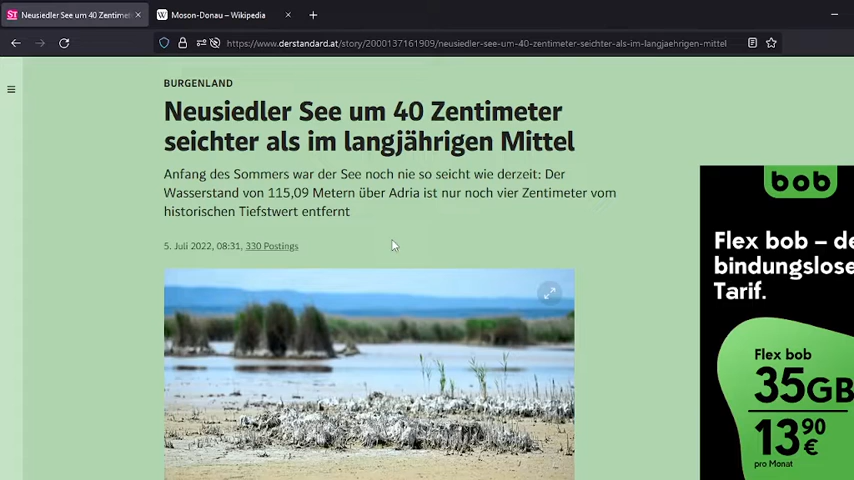 Neusiedler See um 40 Zentimet
Moson-Donau – Wikipedia
https://www.derstandard.at/story/2000137161909/neusiedler-see-um-40-zentimeter-seichter-als-im-langjaehrigen-mittel
BURGENLAND
Neusiedler See um 40 Zentimeter
seichter als im langjährigen Mittel
Anfang des Sommers war der See noch nie so seicht wie derzeit: Der
Wasserstand von 115,09 Metern über Adria ist nur noch vier Zentimeter vom
historischen Tiefstwert entfernt
5. Juli 2022, 08:31, 330 Postings
bob
Flex bob – de
bindungslose
Tarif.
Flex bob
35GB
13,90
€
pro Monat